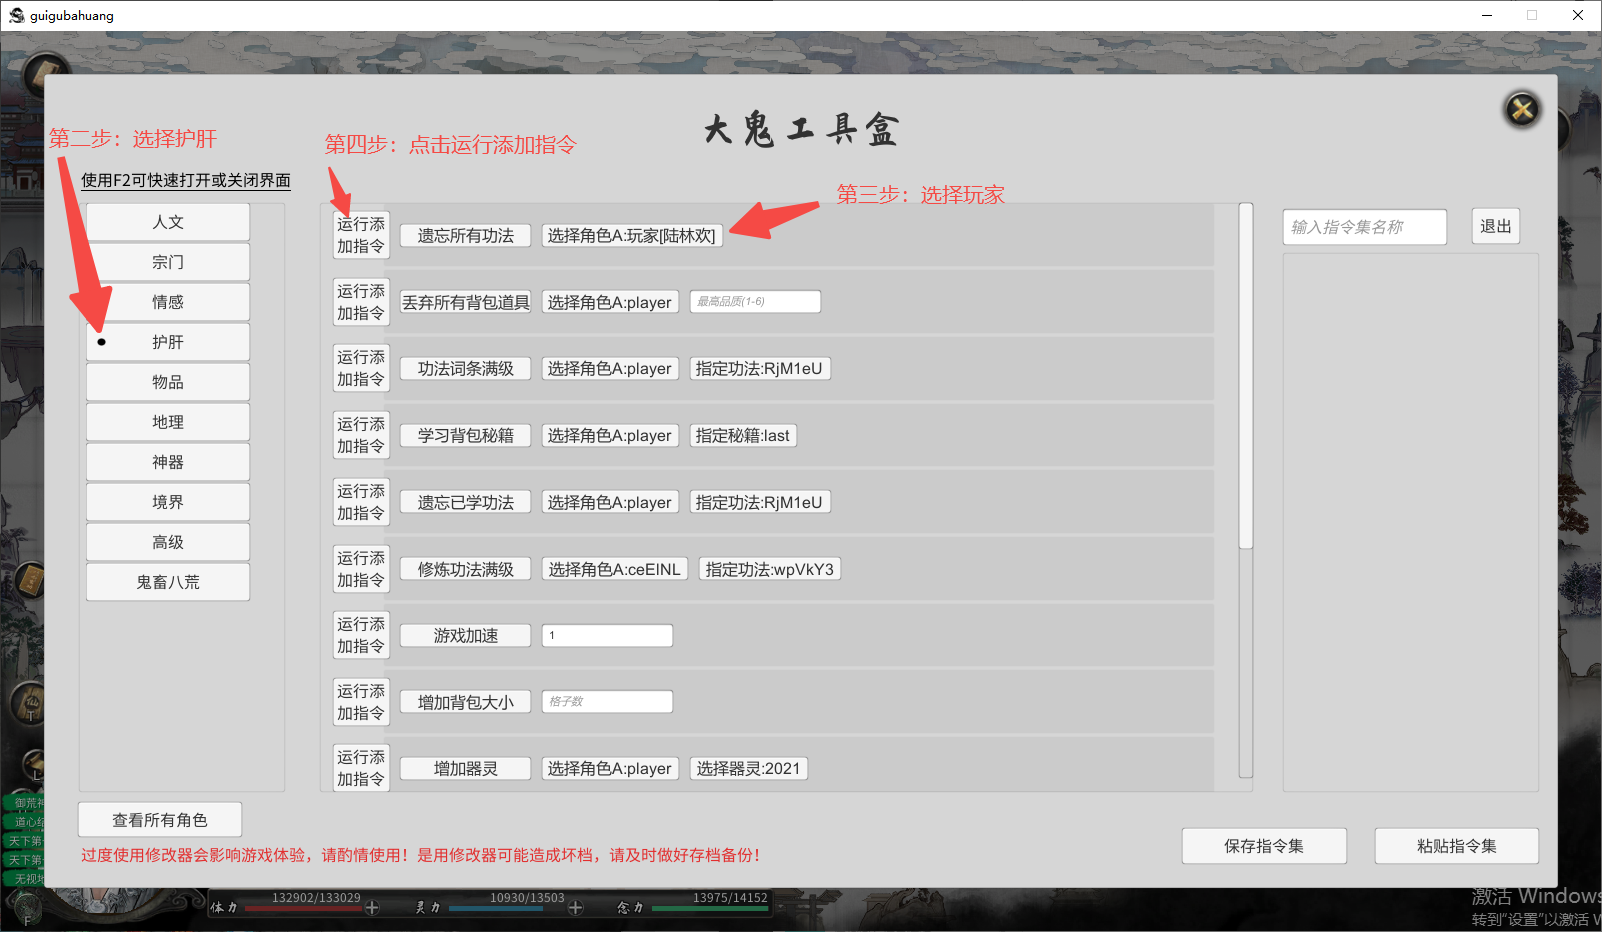 guigubahuang
大鬼工具盒
第二步：选择护肝
第四步：点击运行添加指令
第三步：选择玩家
使用F2可快速打开或关闭界面
人文
宗门
情感
护肝
物品
地理
神器
境界
高级
鬼畜八荒
运行添
加指令
遗忘所有功法
选择角色A:玩家[陆林欢]
运行添
加指令
丢弃所有背包道具
选择角色A:player
最高品质(1-6)
运行添
加指令
功法词条满级
选择角色A:player
指定功法:RjM1eU
运行添
加指令
学习背包秘籍
选择角色A:player
指定秘籍:last
运行添
加指令
遗忘已学功法
选择角色A:player
指定功法:RjM1eU
运行添
加指令
修炼功法满级
选择角色A:ceEINL
指定功法:wpVkY3
运行添
加指令
游戏加速
1
运行添
加指令
增加背包大小
格子数
运行添
加指令
增加器灵
选择角色A:player
选择器灵:2021
输入指令集名称
退出
查看所有角色
过度使用修改器会影响游戏体验，请酌情使用！是用修改器可能造成坏档，请及时做好存档备份！
保存指令集
粘贴指令集
T
L
御荒神
道心结
天下第
天下第
无视地
F
体力
132902/133029
灵力
10930/13503
念力
13975/14152
激活 Windows
转到"设置"以激活 W